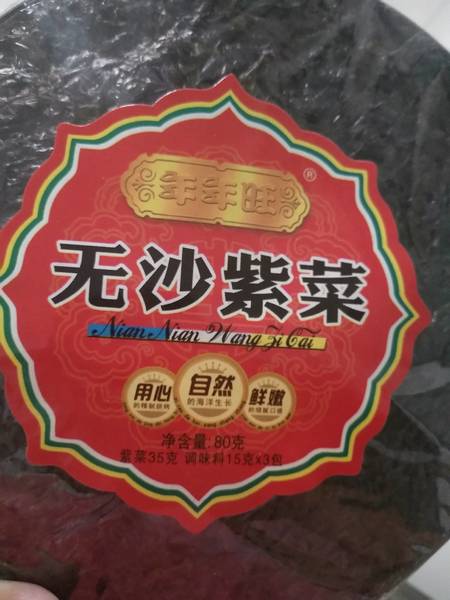 年年旺®
无沙紫菜
Nian Nian Wang Zi Cai
用心 自然 鲜嫩
的海洋生长
净含量:80克
紫菜35克 调味料15克x3包